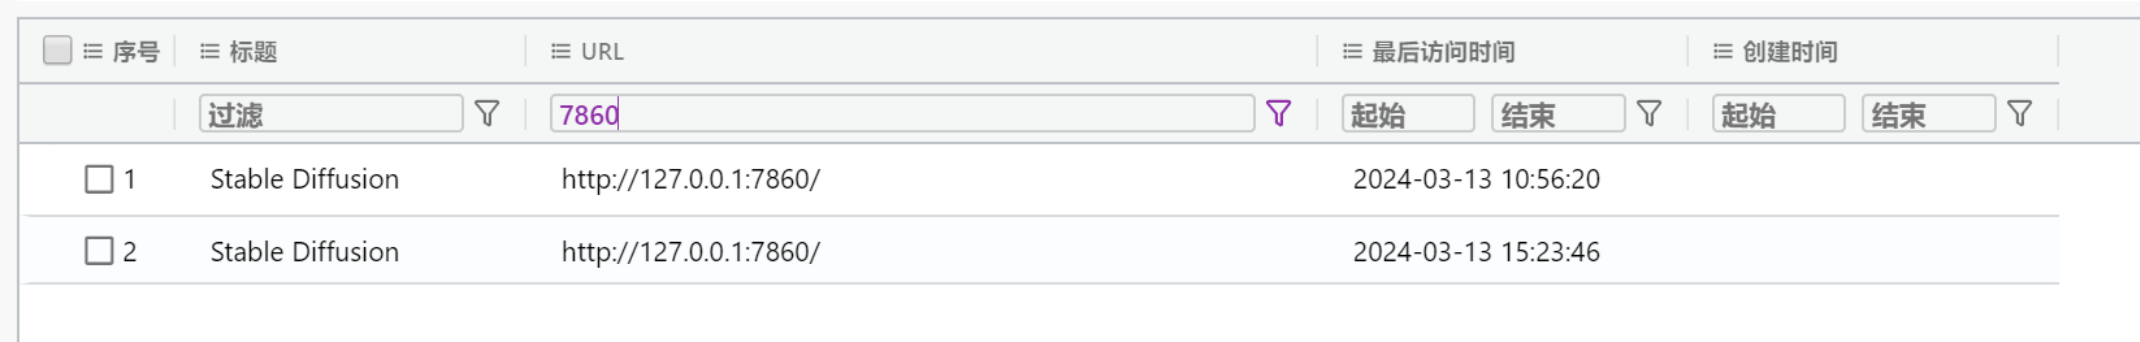 序号 标题 URL 最后访问时间 创建时间
过滤 7860 起始 结束 起始 结束
1 Stable Diffusion http://127.0.0.1:7860/ 2024-03-13 10:56:20
2 Stable Diffusion http://127.0.0.1:7860/ 2024-03-13 15:23:46